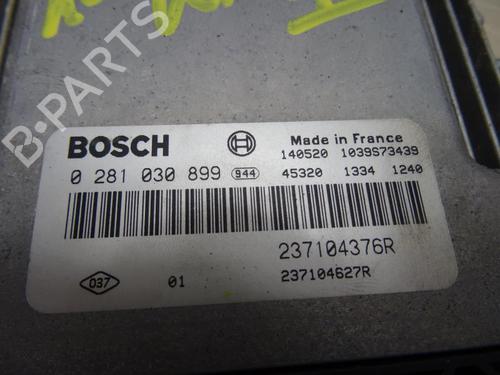 B-PARTS
BOSCH
Made in France
140520 1039S73439
0 281 030 899 944 45320 1334 1240
237104376R
037 01 237104627R